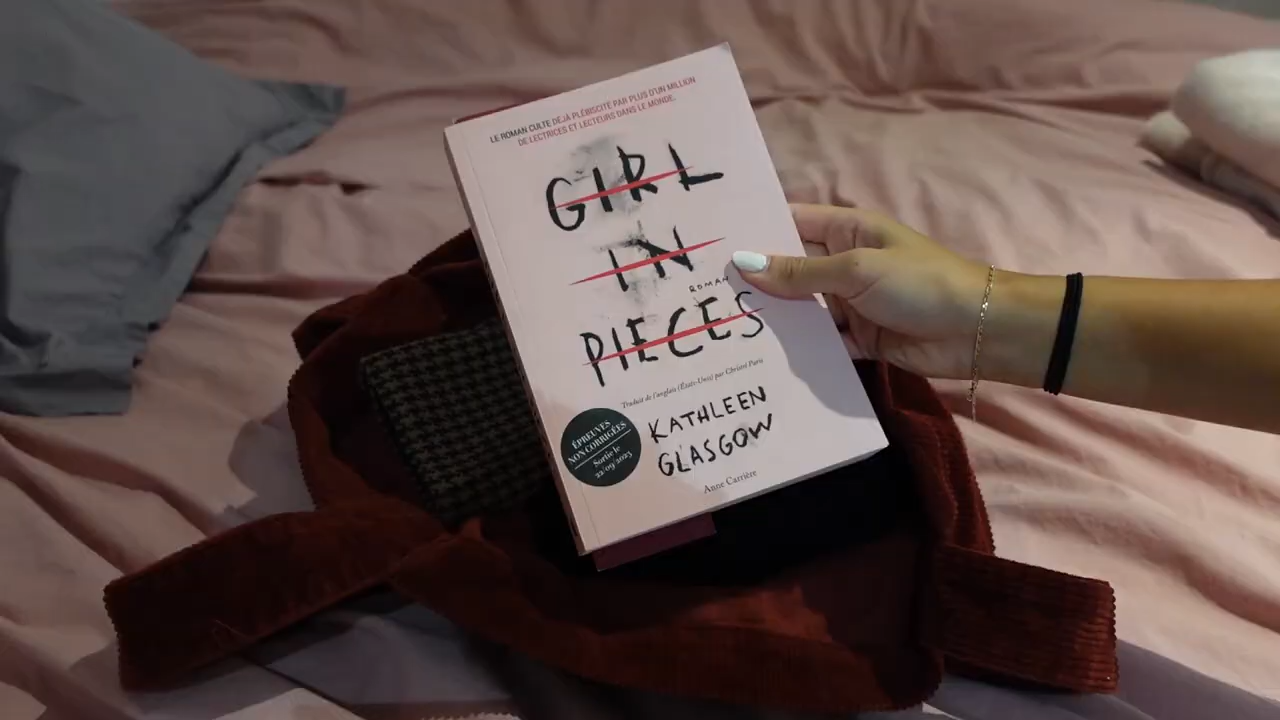 LE ROMAN CULTE DÉJÀ PLÉBISCITÉ PAR PLUS D'UN MILLION
DE LECTRICES ET LECTEURS DANS LE MONDE.
GIRL
IN
ROMAN
PIECES
Traduit de l'anglais (États-Unis) par Christel Paris
KATHLEEN
GLASGOW
ÉPREUVES
NON CORRIGÉES
Sortie le
22/09/2023
Anne Carrière